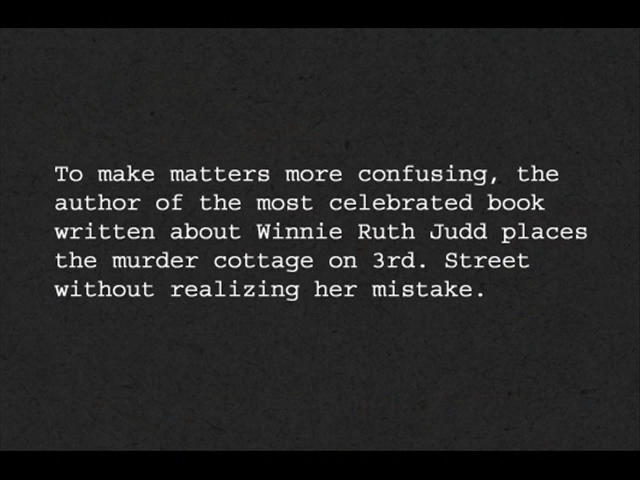 To make matters more confusing, the
author of the most celebrated book
written about Winnie Ruth Judd places
the murder cottage on 3rd. Street
without realizing her mistake.